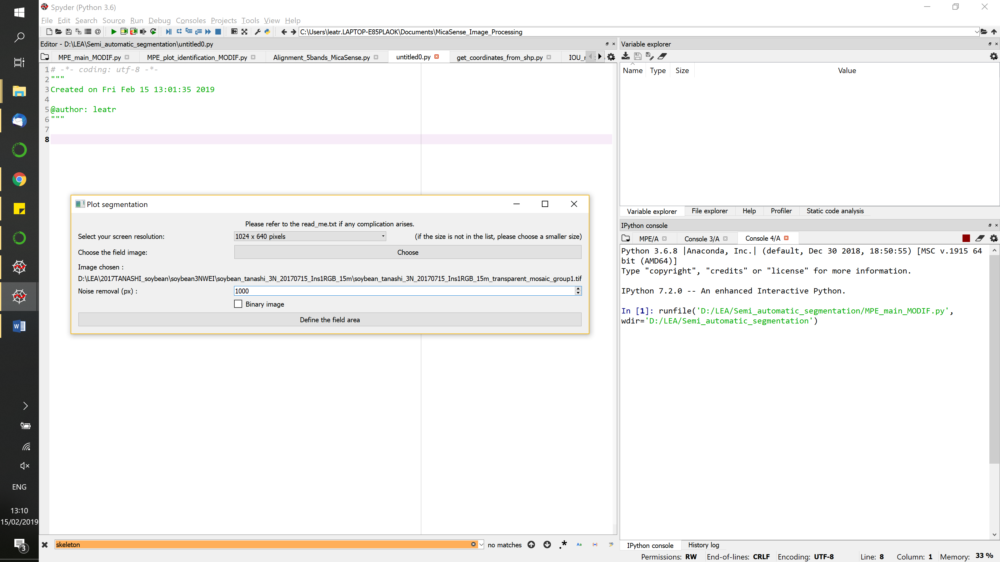 Spyder (Python 3.6)
File Edit Search Source Run Debug Consoles Projects Tools View Help
C:\Users\leatr.LAPTOP-E85PLAOK\Documents\MicaSense_Image_Processing
Editor - D:\LEA\Semi_automatic_segmentation\untitled0.py
MPE_main_MODIF.py MPE_plot_identification_MODIF.py Alignment_5bands_MicaSense.py untitled0.py get_coordinates_from_shp.py
1 # -*- coding: utf-8 -*-
2 """
3 Created on Fri Feb 15 13:01:35 2019
4
5 @author: leatr
6 """
7
8
Plot segmentation
Please refer to the read_me.txt if any complication arises.
Select your screen resolution: 1024 x 640 pixels (if the size is not in the list, please choose a smaller size)
Choose the field image: Choose
Image chosen :
D:\LEA\2017TANASHI_soybean\soybean3NWEI\soybean_tanashi_3N_20170715_Ins1RGB_15m\soybean_tanashi_3N_20170715_Ins1RGB_15m_transparent_mosaic_group1.tif
Noise removal (px) : 1000
Binary image
Define the field area
skeleton no matches .* Aa
Variable explorer
Name Type Size Value
Variable explorer File explorer Help Profiler Static code analysis
IPython console
MPE/A Console 3/A Console 4/A
Python 3.6.8 |Anaconda, Inc.| (default, Dec 30 2018, 18:50:55) [MSC v.1915 64
bit (AMD64)]
Type "copyright", "credits" or "license" for more information.
IPython 7.2.0 -- An enhanced Interactive Python.
In [1]: runfile('D:/LEA/Semi_automatic_segmentation/MPE_main_MODIF.py',
wdir='D:/LEA/Semi_automatic_segmentation')
IPython console History log
Permissions: RW End-of-lines: CRLF Encoding: UTF-8 Line: 8 Column: 1 Memory: 33 %
W
ENG
13:10
15/02/2019
3